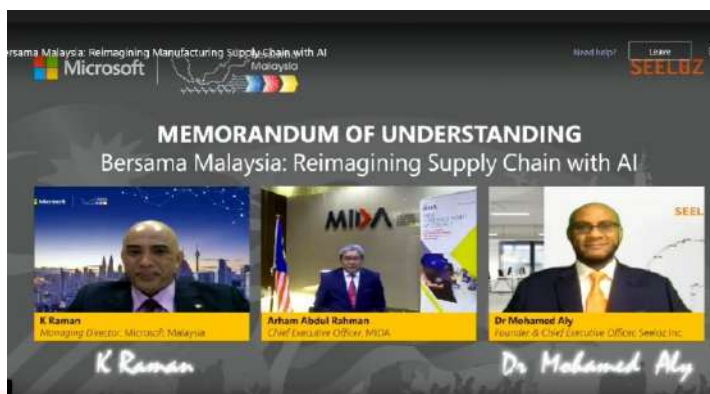 ersama Malaysia: Reimagining Manufacturing Supply Chain with AI
Need help?
Leave
Microsoft
Malaysia
SEELOZ
MEMORANDUM OF UNDERSTANDING
Bersama Malaysia: Reimagining Supply Chain with AI
Microsoft
MIDA
SEEL
K Raman
Managing Director, Microsoft Malaysia
Arham Abdul Rahman
Chief Executive Officer, MIDA
Dr Mohamed Aly
Founder & Chief Executive Officer, Seeloz Inc.
K Raman
Dr Mohamed Aly